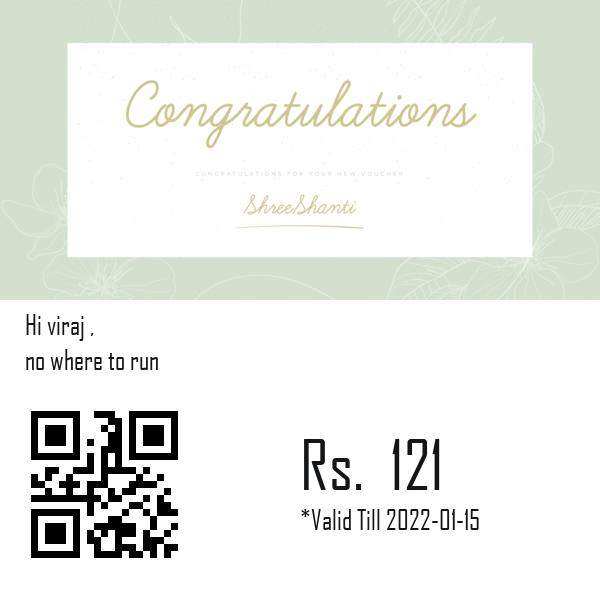 Congratulations
CONGRATULATIONS FOR YOUR NEW VOUCHER
ShreeShanti
Hi viraj ,
no where to run
Rs. 121
*Valid Till 2022-01-15